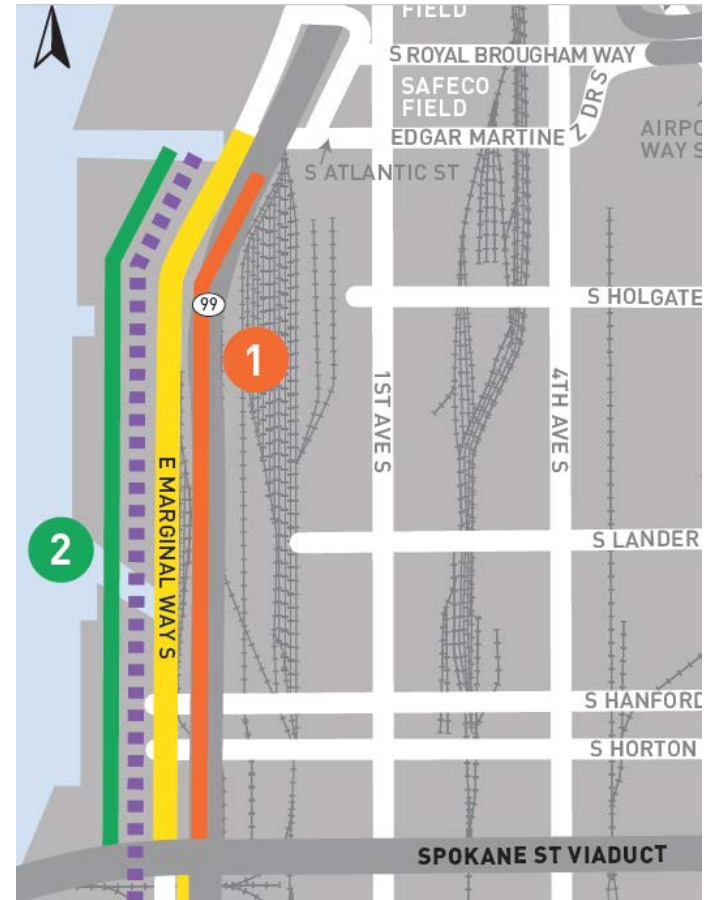 FIELD
S ROYAL BROUGHAM WAY
SAFECO
FIELD
EDGAR MARTINEZ DR S
AIRPO
WAY S
S ATLANTIC ST
99
S HOLGATE
1
1ST AVE S
4TH AVE S
E MARGINAL WAY S
2
S LANDER
S HANFORD
S HORTON
SPOKANE ST VIADUCT